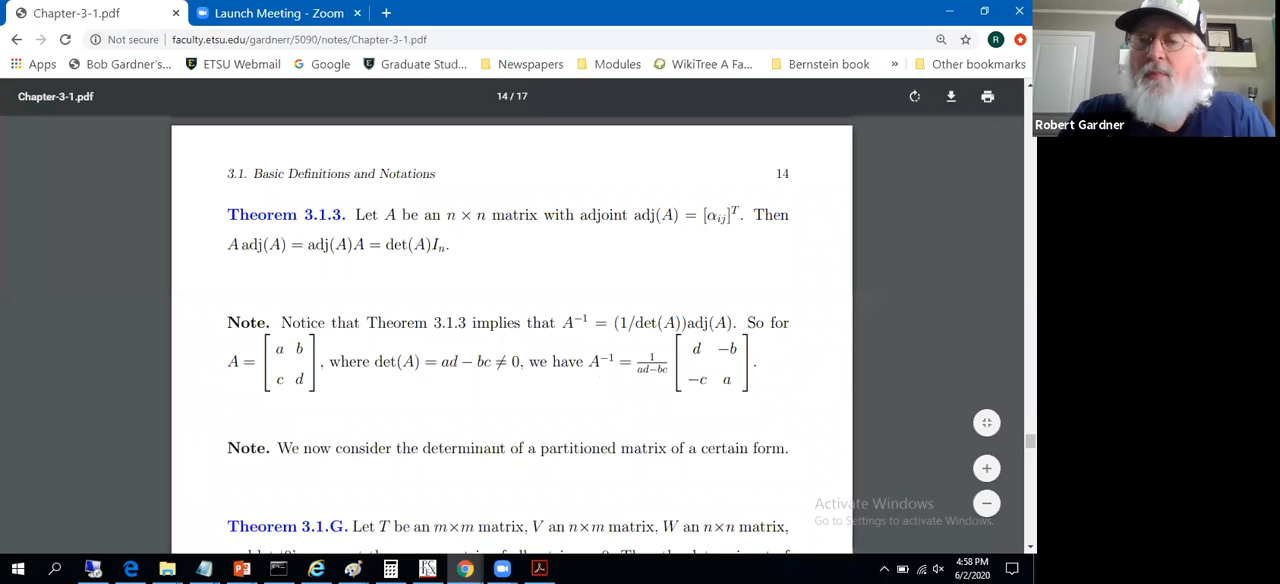 Chapter-3-1.pdf
Launch Meeting - Zoom
Not secure | faculty.etsu.edu/gardnerr/5090/notes/Chapter-3-1.pdf
R
Apps Bob Gardner's... ETSU Webmail Google Graduate Stud... Newspapers Modules WikiTree A Fa... Bernstein book » Other bookmarks
Chapter-3-1.pdf 14 / 17
Robert Gardner
3.1. Basic Definitions and Notations 14
Theorem 3.1.3. Let A be an n × n matrix with adjoint adj(A) = [α_{ij}]^T. Then
A adj(A) = adj(A)A = det(A)I_n.
Note. Notice that Theorem 3.1.3 implies that A^{−1} = (1/det(A))adj(A). So for
A = [a b; c d], where det(A) = ad − bc ≠ 0, we have A^{−1} = 1/(ad−bc) [d −b; −c a].
Note. We now consider the determinant of a partitioned matrix of a certain form.
Activate Windows
Go to Settings to activate Windows.
Theorem 3.1.G. Let T be an m×m matrix, V an n×m matrix, W an n×n matrix,
4:58 PM
6/2/2020